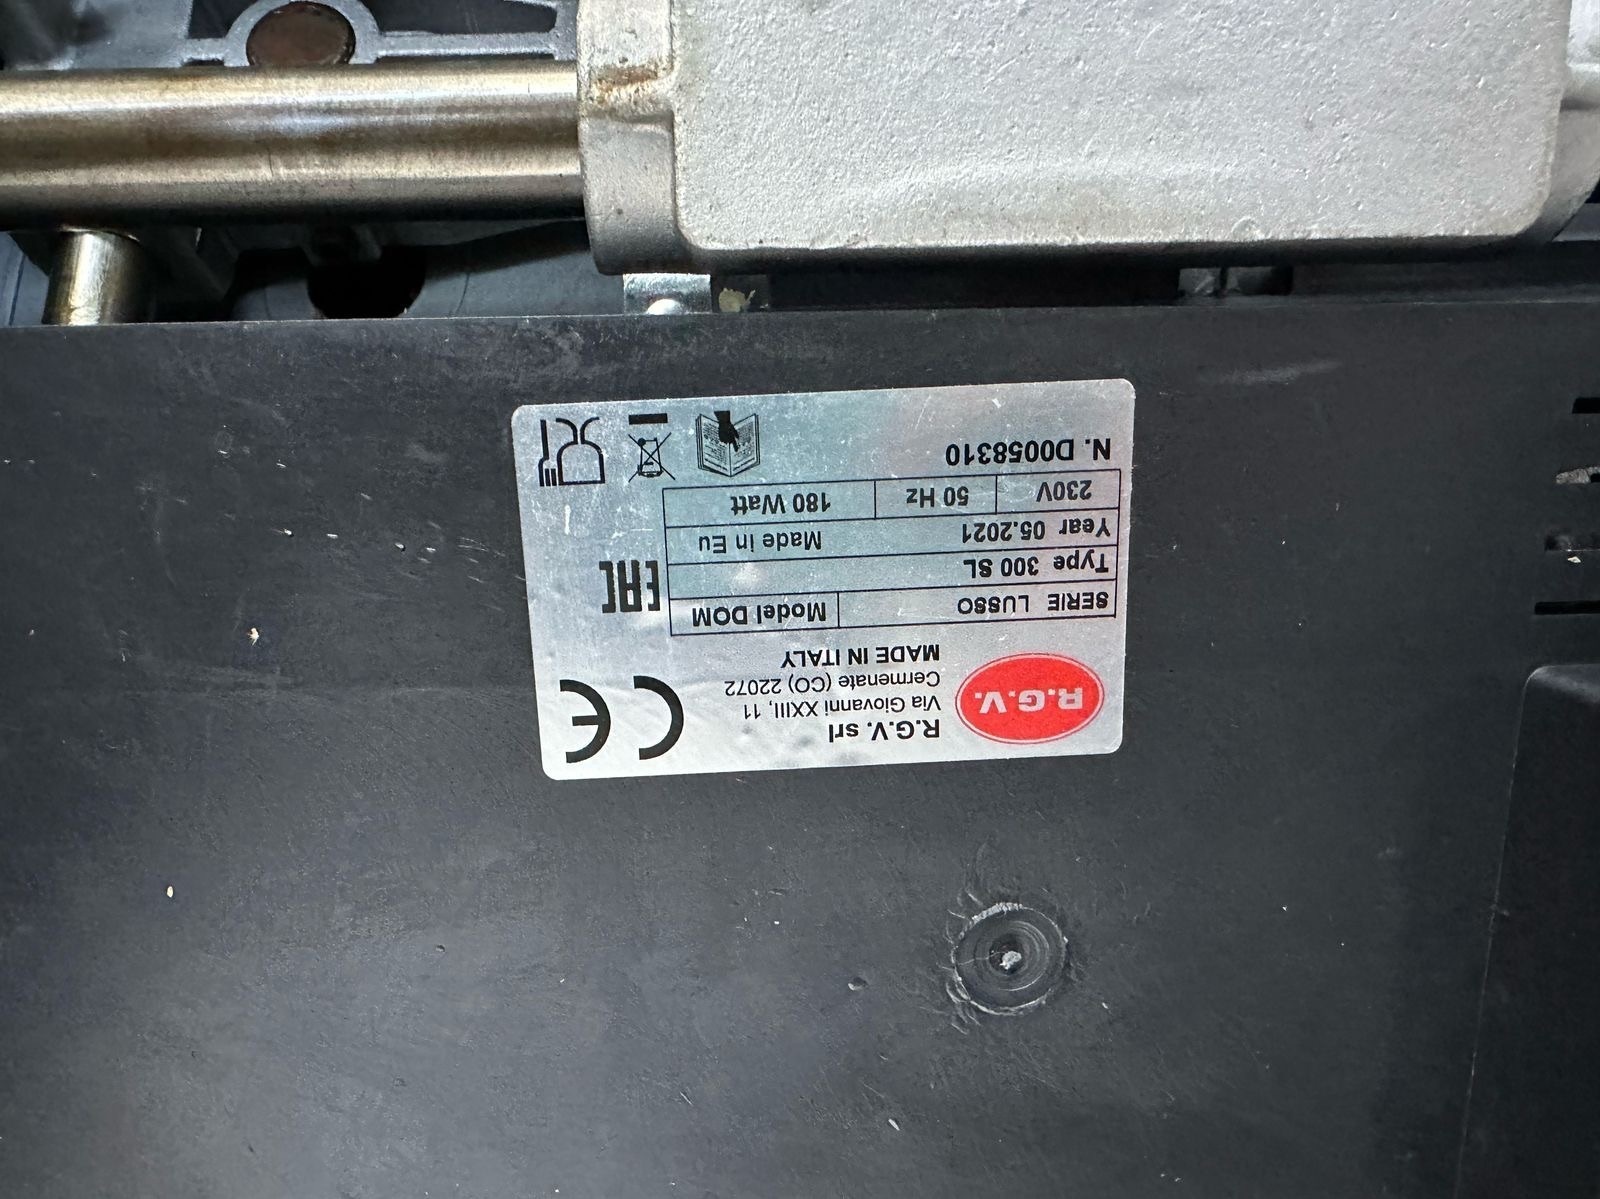 R.G.V.
R.G.V. srl
Via Giovanni XXIII, 11
Cermenate (CO) 22072
MADE IN ITALY
CE
SERIE LUSSO Model DOM
Type 300 SL
EAC
Year 05.2021 Made in Eu
230V 50 Hz 180 Watt
N. D0058310